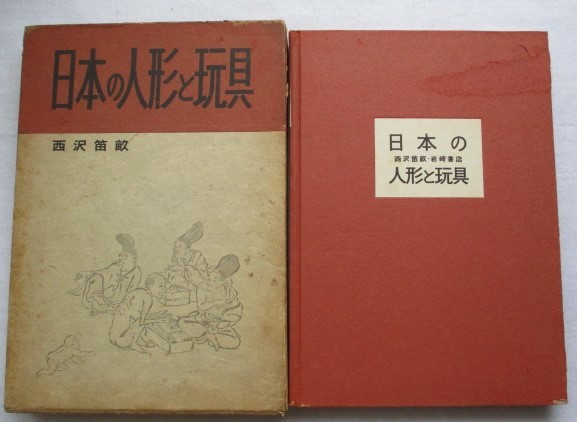 日本の人形と玩具
西沢笛畝
日本の
西沢笛畝・岩崎書店
人形と玩具